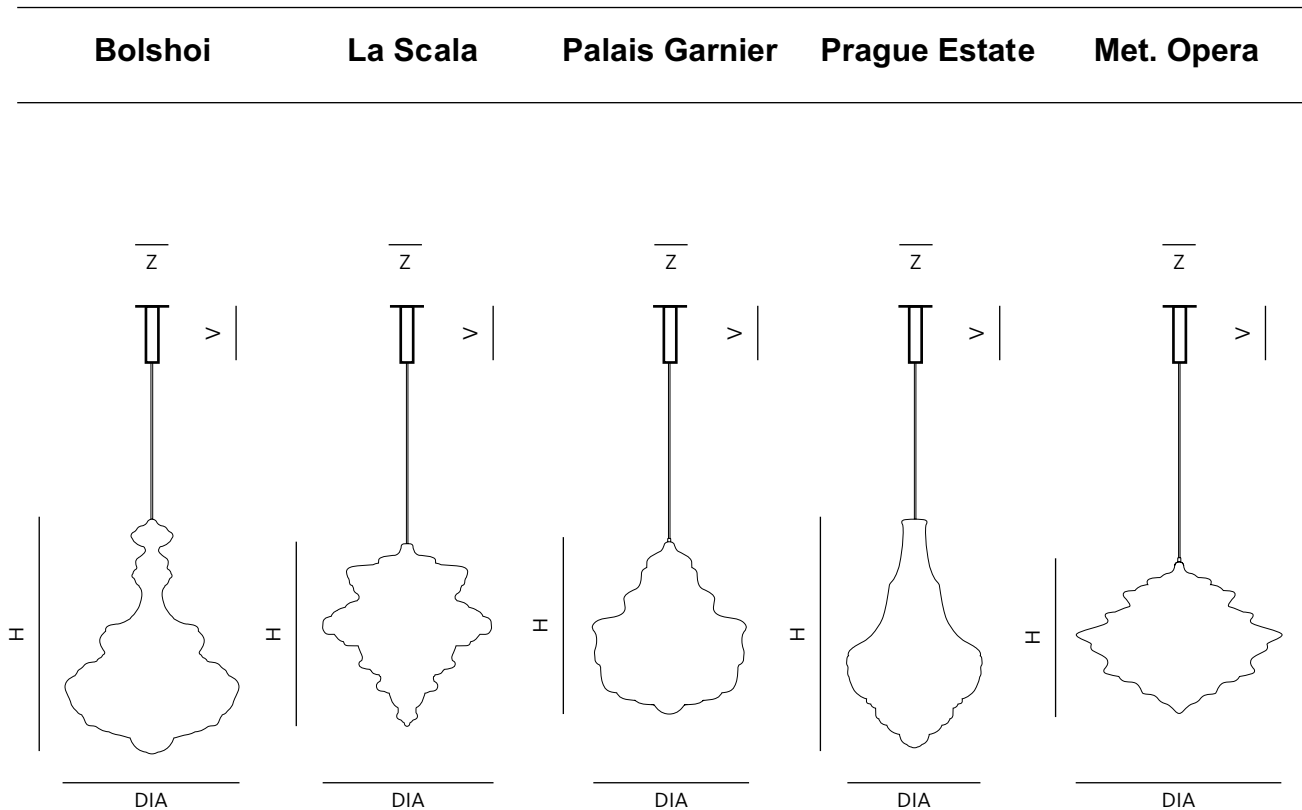 Bolshoi La Scala Palais Garnier Prague Estate Met. Opera
Z Z Z Z Z
V V V V V
H H H H H
DIA DIA DIA DIA DIA